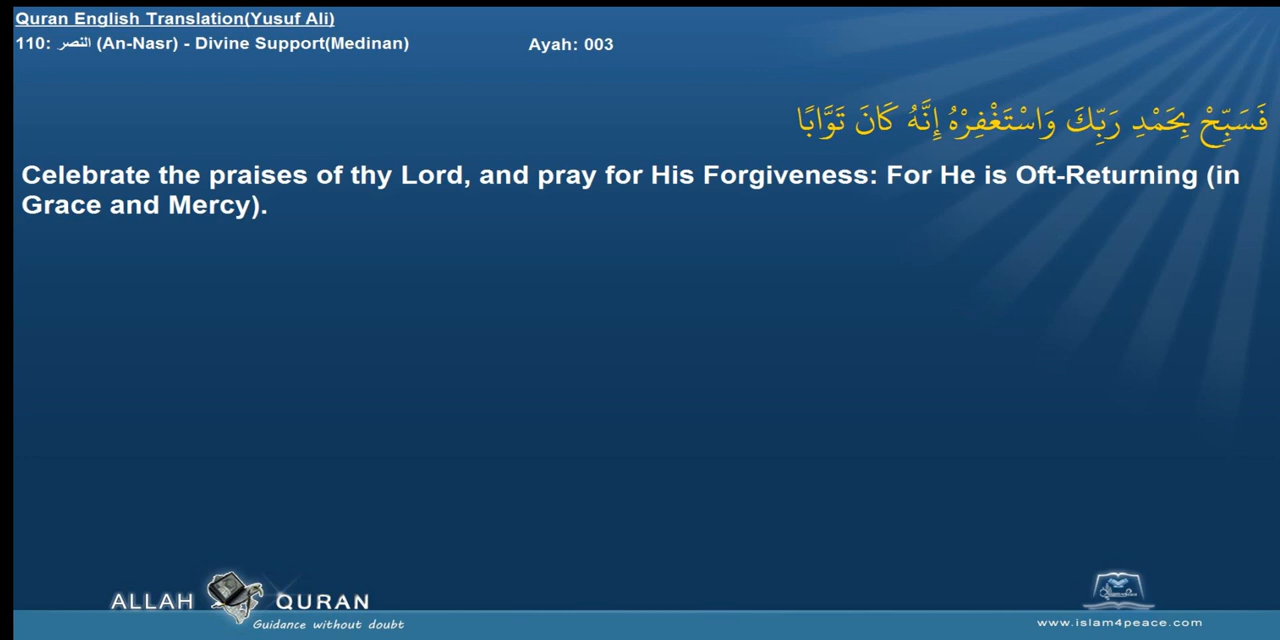 Quran English Translation(Yusuf Ali)
110: النصر (An-Nasr) - Divine Support(Medinan) Ayah: 003
فَسَبِّحْ بِحَمْدِ رَبِّكَ وَاسْتَغْفِرْهُ إِنَّهُ كَانَ تَوَّابًا
Celebrate the praises of thy Lord, and pray for His Forgiveness: For He is Oft-Returning (in
Grace and Mercy).
ALLAH QURAN
Guidance without doubt
www.islam4peace.com